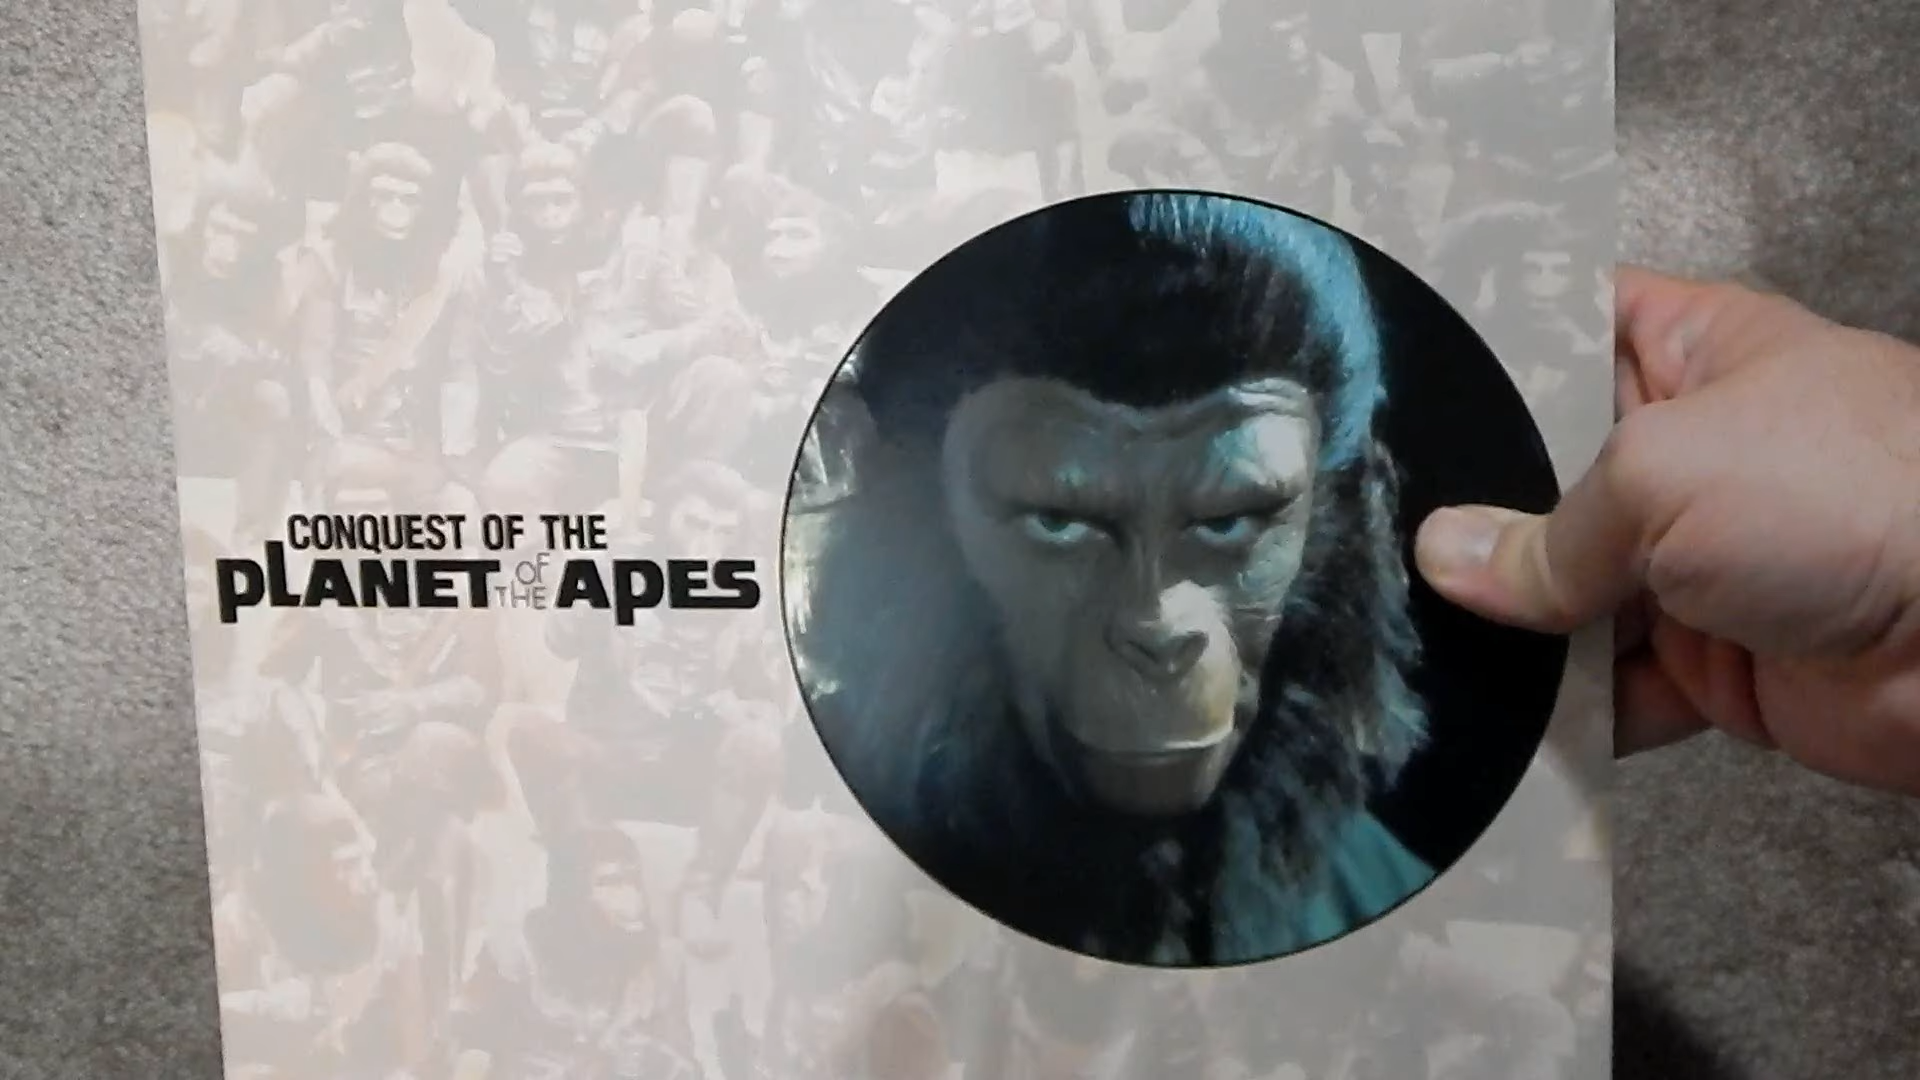 CONQUEST OF THE
pLANET OF THE ApES